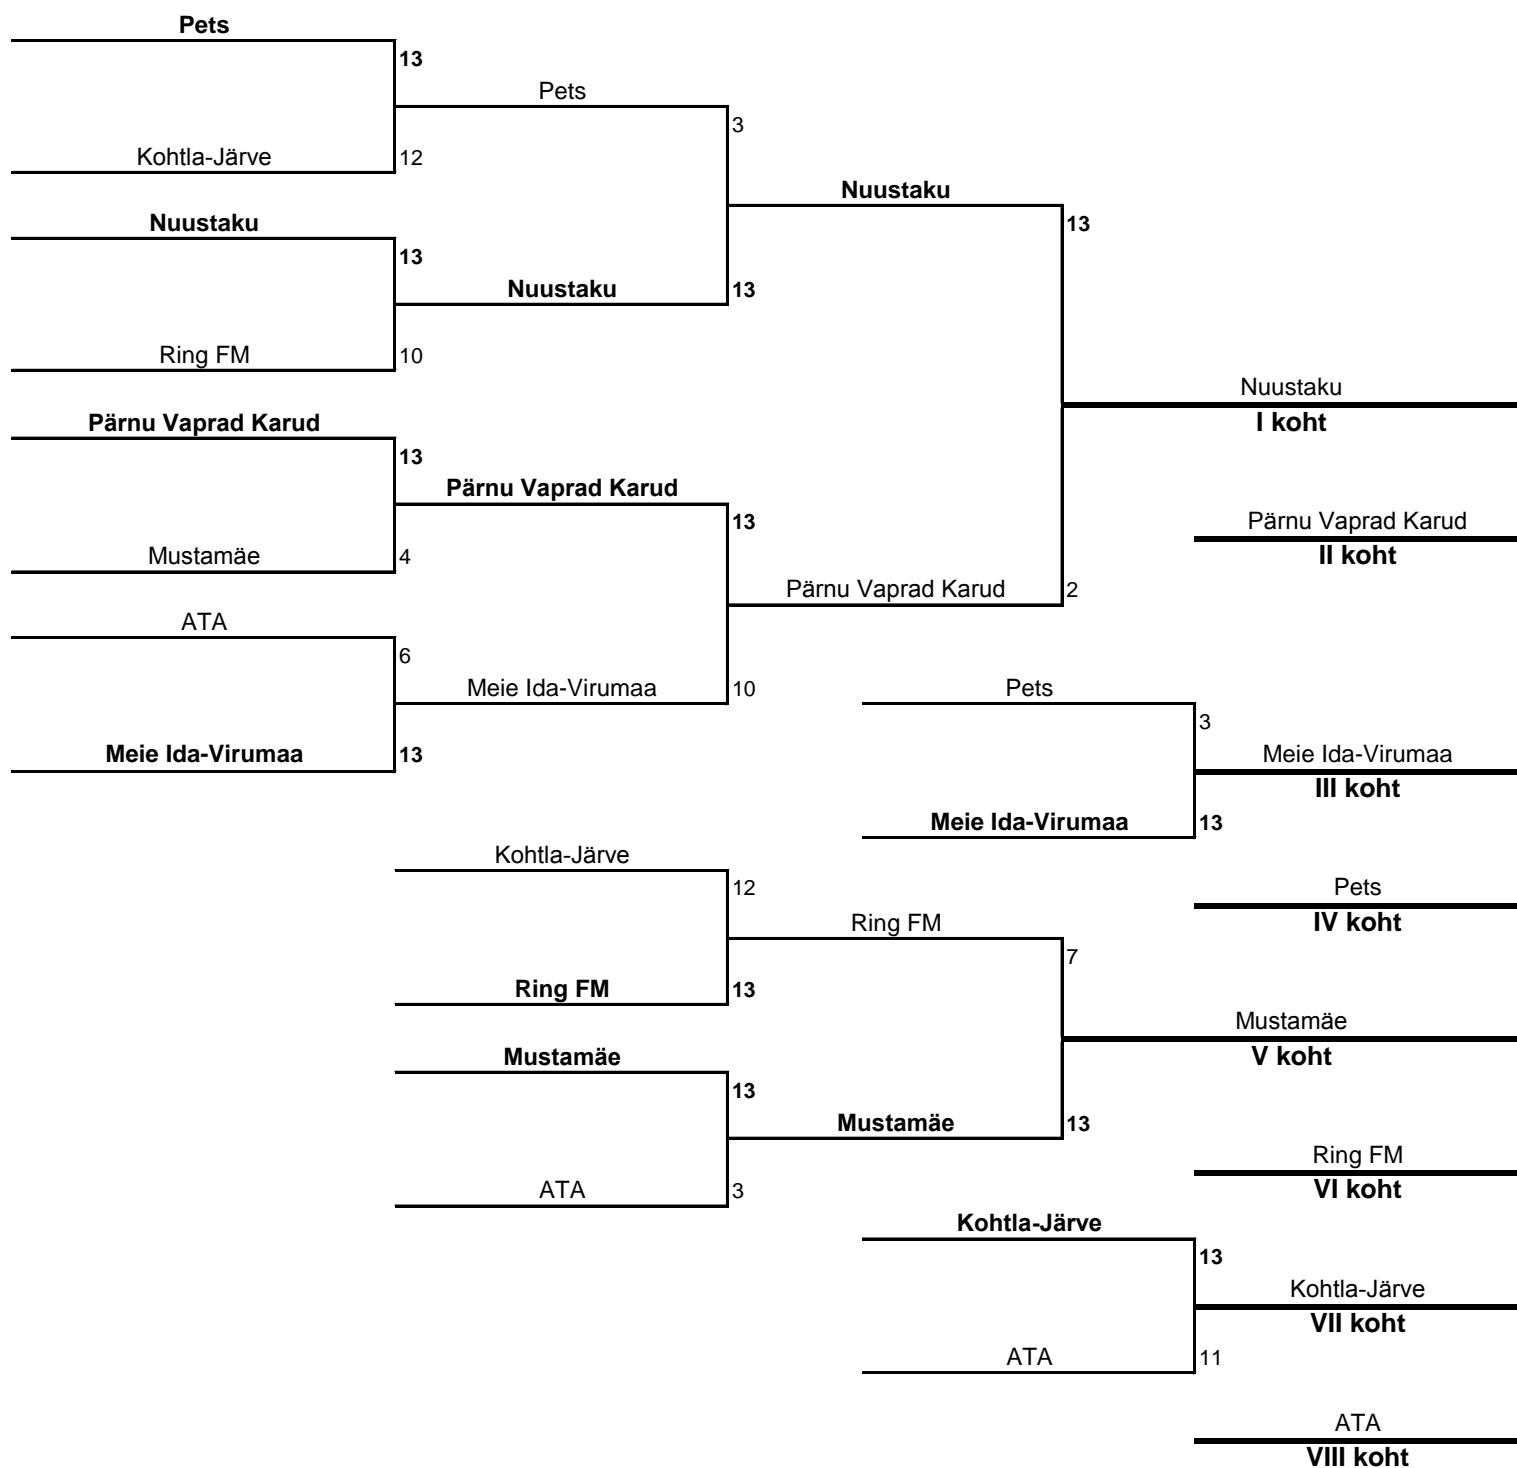 Pets
13
Pets
3
Kohtla-Järve
12
Nuustaku
13
Nuustaku
13
Nuustaku
13
Ring FM
10
Nuustaku
I koht
Pärnu Vaprad Karud
13
Pärnu Vaprad Karud
13
Pärnu Vaprad Karud
II koht
Mustamäe
4
Pärnu Vaprad Karud
2
ATA
6
Meie Ida-Virumaa
10
Pets
3
Meie Ida-Virumaa
13
Meie Ida-Virumaa
III koht
Meie Ida-Virumaa
13
Kohtla-Järve
12
Pets
IV koht
Ring FM
7
Ring FM
13
Mustamäe
V koht
Mustamäe
13
Mustamäe
13
Ring FM
VI koht
ATA
3
Kohtla-Järve
13
Kohtla-Järve
VII koht
ATA
11
ATA
VIII koht